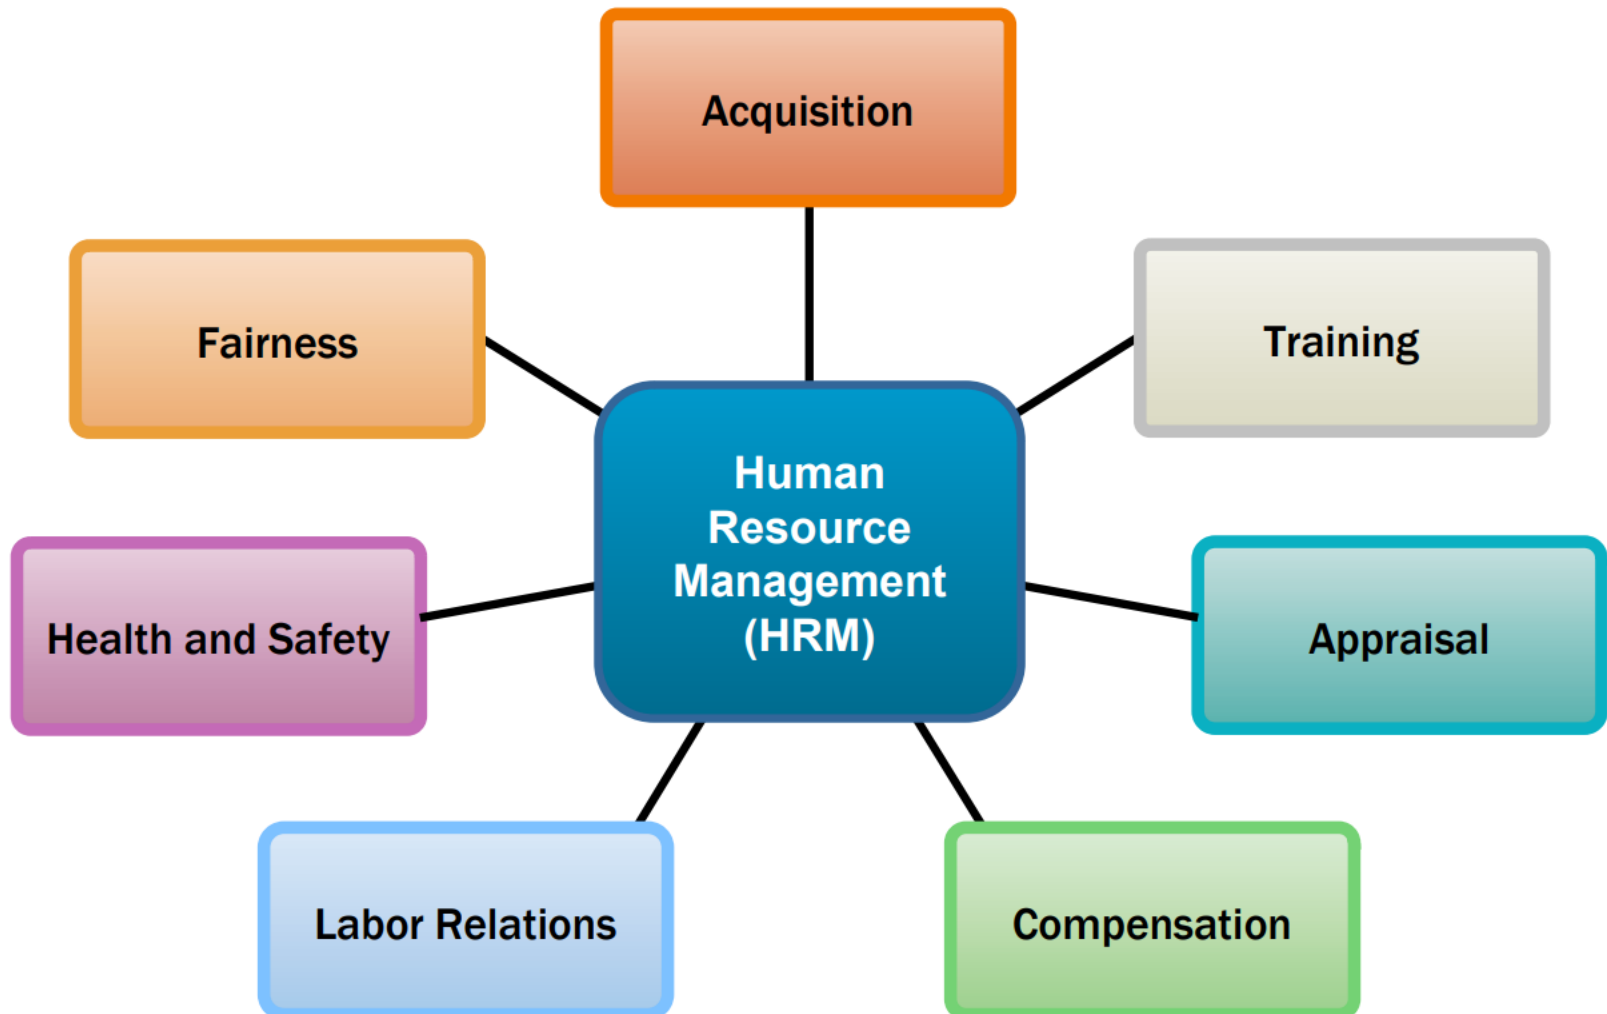 Acquisition
Fairness
Training
Human
Resource
Management
(HRM)
Health and Safety
Appraisal
Labor Relations
Compensation